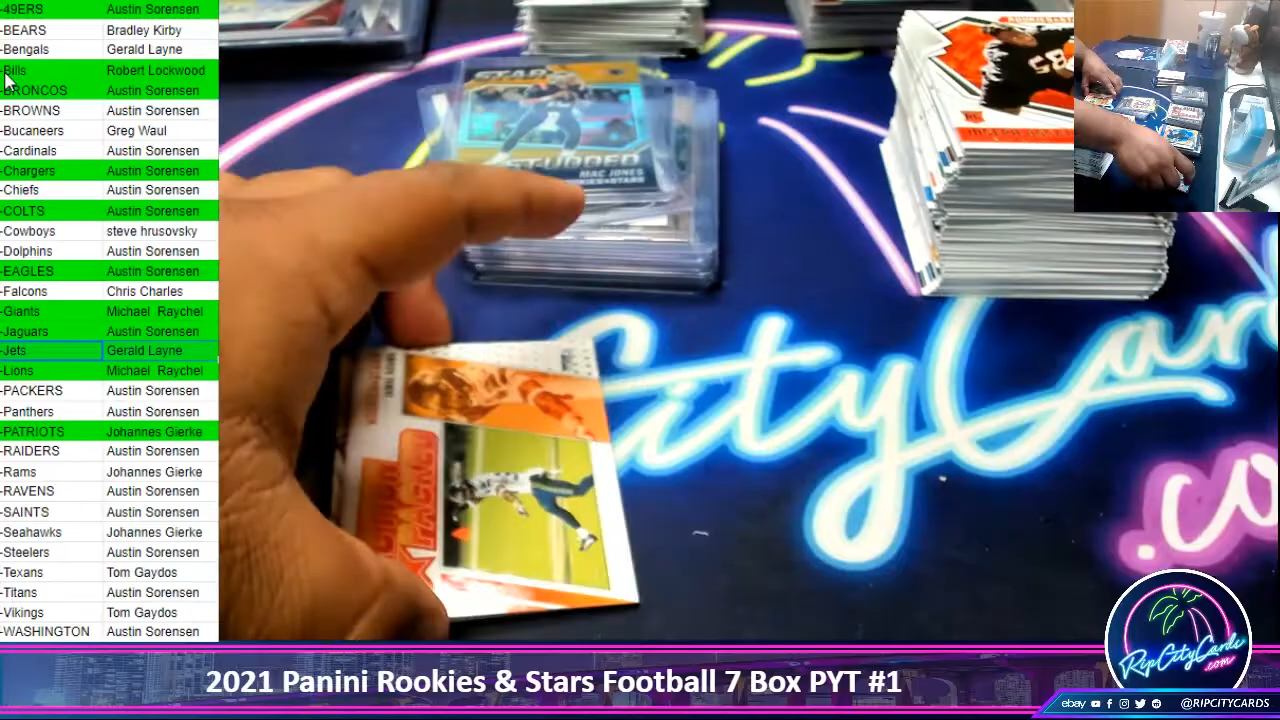 -49ERS Austin Sorensen
-BEARS Bradley Kirby
-Bengals Gerald Layne
-Bills Robert Lockwood
-BRONCOS Austin Sorensen
-BROWNS Austin Sorensen
-Bucaneers Greg Waul
-Cardinals Austin Sorensen
-Chargers Austin Sorensen
-Chiefs Austin Sorensen
-COLTS Austin Sorensen
-Cowboys steve hrusovsky
-Dolphins Austin Sorensen
-EAGLES Austin Sorensen
-Falcons Chris Charles
-Giants Michael Raychel
-Jaguars Austin Sorensen
-Jets Gerald Layne
-Lions Michael Raychel
-PACKERS Austin Sorensen
-Panthers Austin Sorensen
-PATRIOTS Johannes Gierke
-RAIDERS Austin Sorensen
-Rams Johannes Gierke
-RAVENS Austin Sorensen
-SAINTS Austin Sorensen
-Seahawks Johannes Gierke
-Steelers Austin Sorensen
-Texans Tom Gaydos
-Titans Austin Sorensen
-Vikings Tom Gaydos
-WASHINGTON Austin Sorensen
STAR
STUDDED
MAC JONES
85
RC
CityCar
.co
RipCityCards
.com
2021 Panini Rookies & Stars Football 7 Box PYT #1
ebay @RIPCITYCARDS